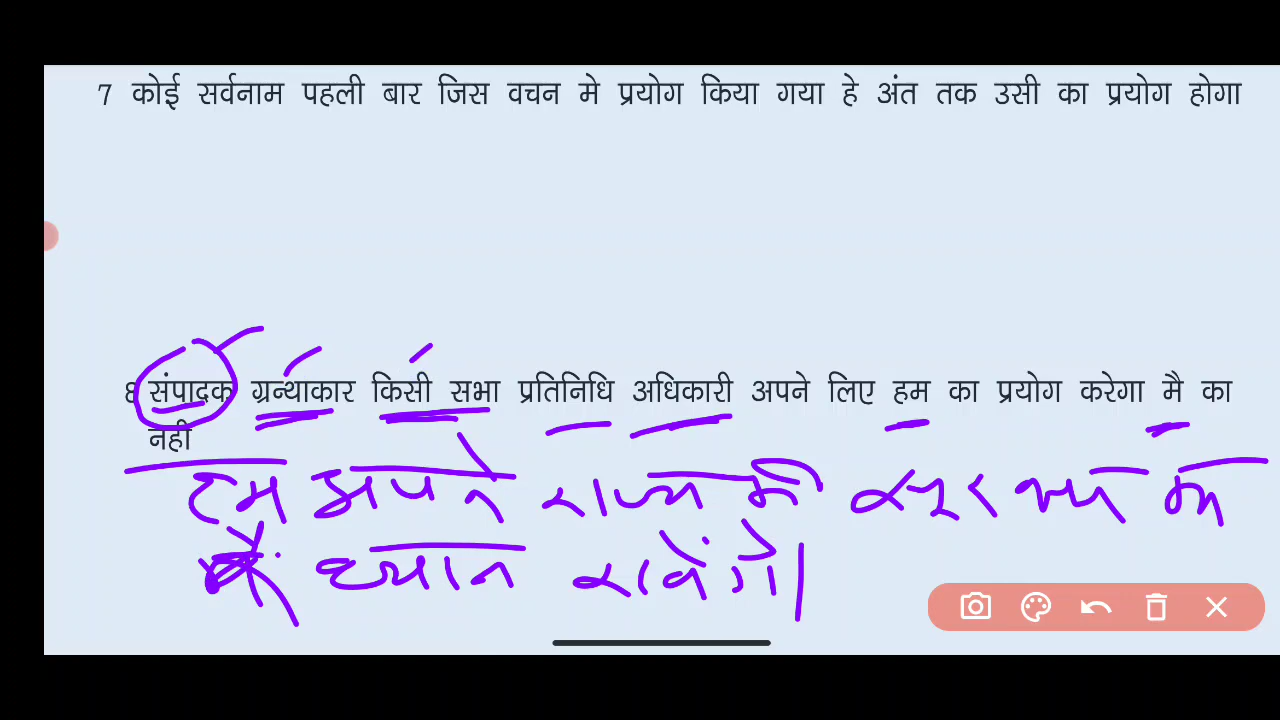 7 कोई सर्वनाम पहली बार जिस वचन मे प्रयोग किया गया हे अंत तक उसी का प्रयोग होगा
8 संपादक ग्रन्थाकार किसी सभा प्रतिनिधि अधिकारी अपने लिए हम का प्रयोग करेगा मै का
नही
हम अपने राज्य की सुरक्षा का
ध्यान रखेंगे।